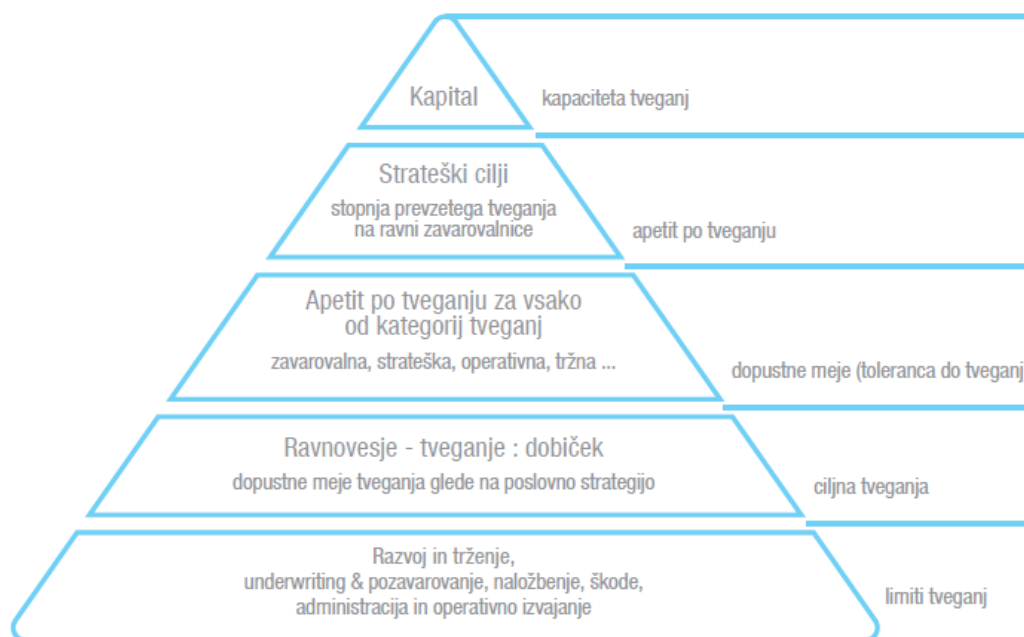 Kapital
kapaciteta tveganj
Strateški cilji
stopnja prevzetega tveganja
na ravni zavarovalnice
apetit po tveganju
Apetit po tveganju za vsako
od kategorij tveganj
zavarovalna, strateška, operativna, tržna ...
dopustne meje (toleranca do tveganj
Ravnovesje - tveganje : dobiček
dopustne meje tveganja glede na poslovno strategijo
ciljna tveganja
Razvoj in trženje,
underwriting & pozavarovanje, naložbenje, škode,
administracija in operativno izvajanje
limiti tveganj